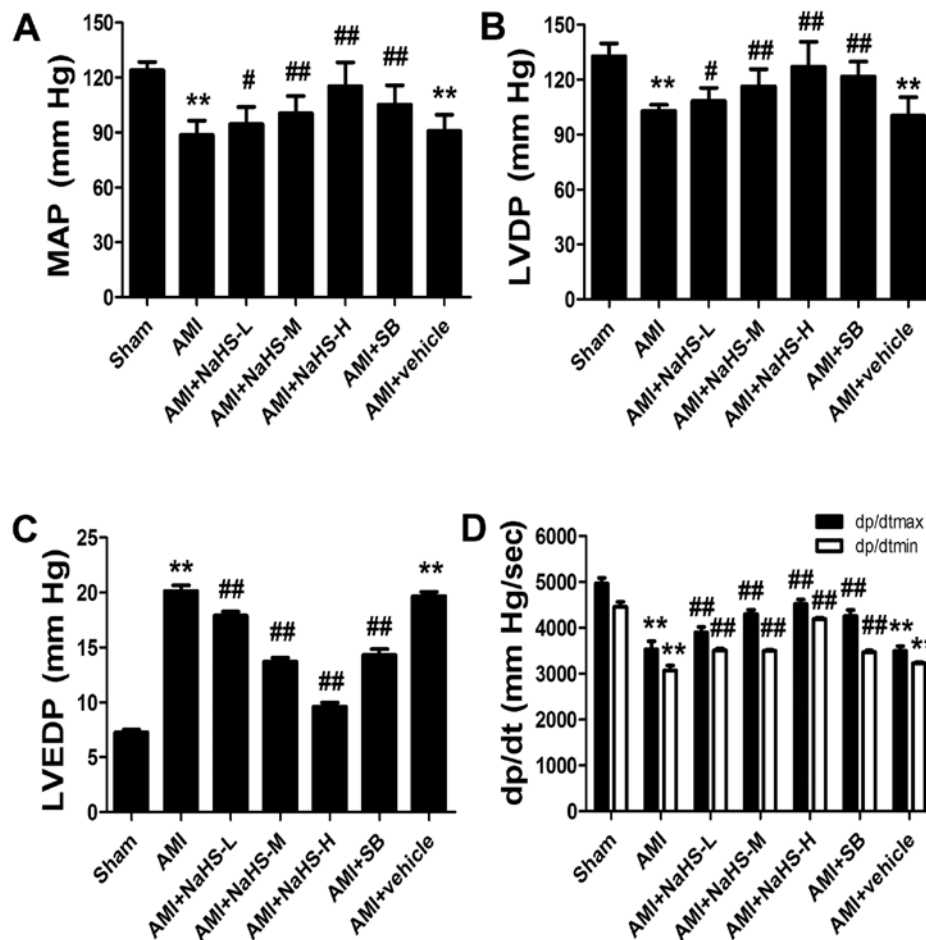 A
MAP (mm Hg)
150
120
90
60
30
0
**
#
##
##
##
**
Sham
AMI
AMI+NaHS-L
AMI+NaHS-M
AMI+NaHS-H
AMI+SB
AMI+vehicle
B
LVDP (mm Hg)
150
120
90
60
30
0
**
#
##
##
##
**
Sham
AMI
AMI+NaHS-L
AMI+NaHS-M
AMI+NaHS-H
AMI+SB
AMI+vehicle
C
LVEDP (mm Hg)
25
20
15
10
5
0
**
##
##
##
##
**
Sham
AMI
AMI+NaHS-L
AMI+NaHS-M
AMI+NaHS-H
AMI+SB
AMI+vehicle
D
dp/dtmax
dp/dtmin
dp/dt (mm Hg/sec)
6000
5000
4000
3000
2000
1000
0
**
**
##
##
##
##
##
##
##
##
**
**
Sham
AMI
AMI+NaHS-L
AMI+NaHS-M
AMI+NaHS-H
AMI+SB
AMI+vehicle